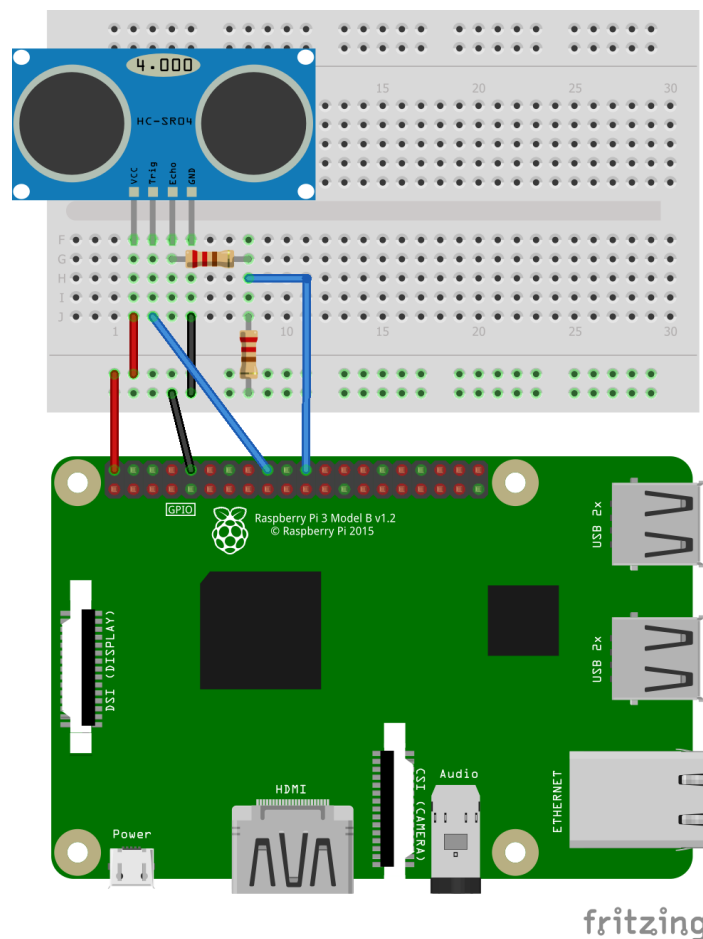 4.000
HC-SR04
VCC
Trig
Echo
GND
15
20
25
30
F
G
H
I
J
1
10
15
20
25
30
GPIO
Raspberry Pi 3 Model B v1.2
© Raspberry Pi 2015
USB 2x
DSI (DISPLAY)
USB 2x
CSI (CAMERA)
Audio
HDMI
ETHERNET
Power
fritzing